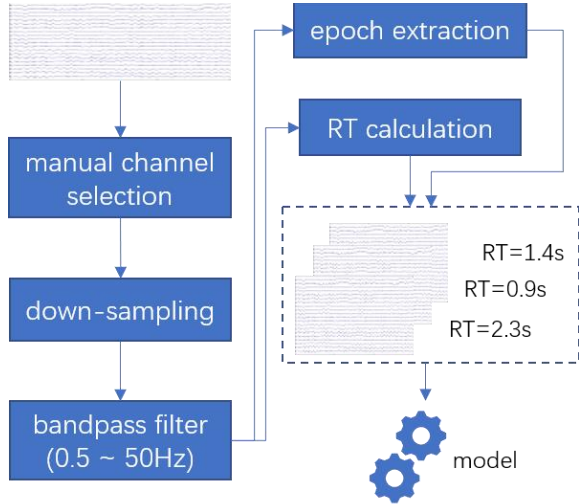 manual channel
selection
down-sampling
bandpass filter
(0.5 ~ 50Hz)
epoch extraction
RT calculation
RT=1.4s
RT=0.9s
RT=2.3s
model